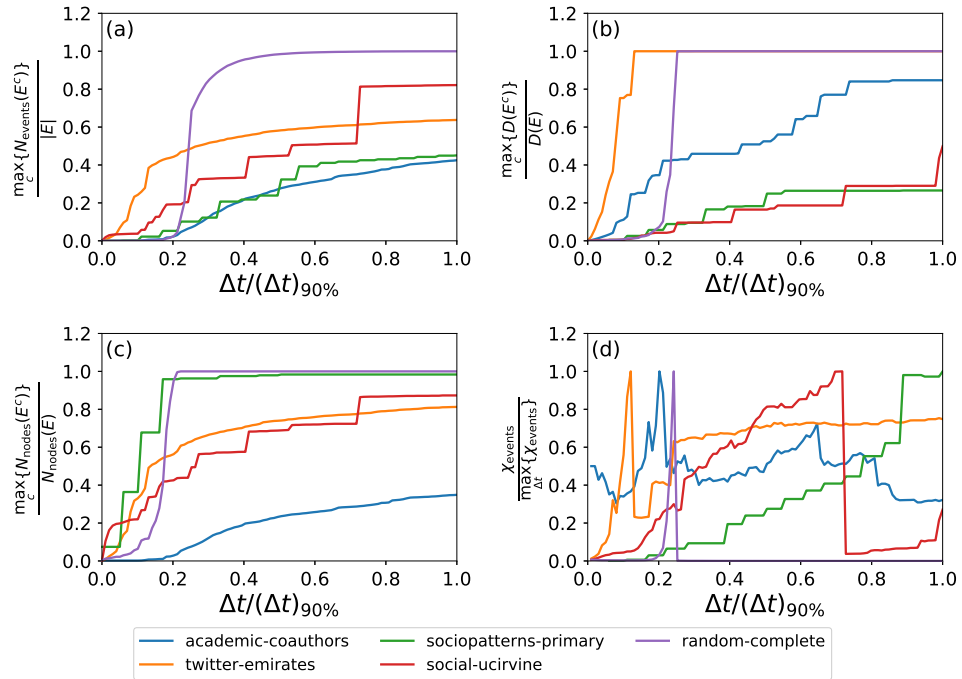 (a)
max_c {N_events(E^c)} / |E|
1.2
1.0
0.8
0.6
0.4
0.2
0.0
0.0 0.2 0.4 0.6 0.8 1.0
Δt/(Δt)90%
(b)
max_c {D(E^c)} / D(E)
1.2
1.0
0.8
0.6
0.4
0.2
0.0
0.0 0.2 0.4 0.6 0.8 1.0
Δt/(Δt)90%
(c)
max_c {N_nodes(E^c)} / N_nodes(E)
1.2
1.0
0.8
0.6
0.4
0.2
0.0
0.0 0.2 0.4 0.6 0.8 1.0
Δt/(Δt)90%
(d)
χ_events / max_Δt {χ_events}
1.2
1.0
0.8
0.6
0.4
0.2
0.0
0.0 0.2 0.4 0.6 0.8 1.0
Δt/(Δt)90%
academic-coauthors sociopatterns-primary random-complete
twitter-emirates social-ucirvine